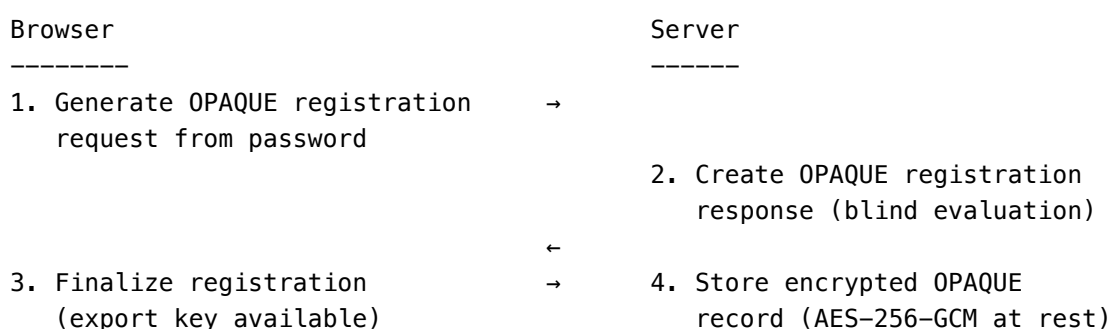 Browser                                  Server
--------                                 ------
1. Generate OPAQUE registration     →
   request from password
                                         2. Create OPAQUE registration
                                            response (blind evaluation)
                                    ←
3. Finalize registration            →    4. Store encrypted OPAQUE
   (export key available)                   record (AES-256-GCM at rest)